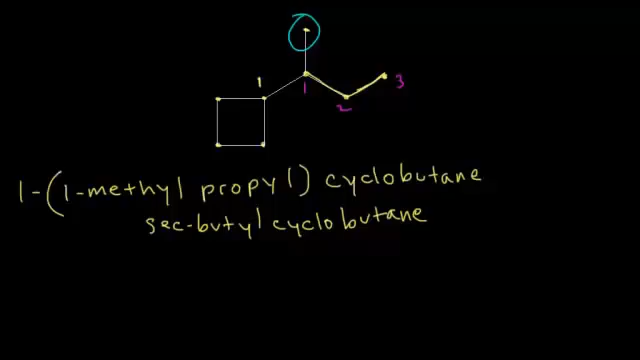 1
1
2
3
1-(1-methyl propyl) cyclobutane
sec-butyl cyclobutane